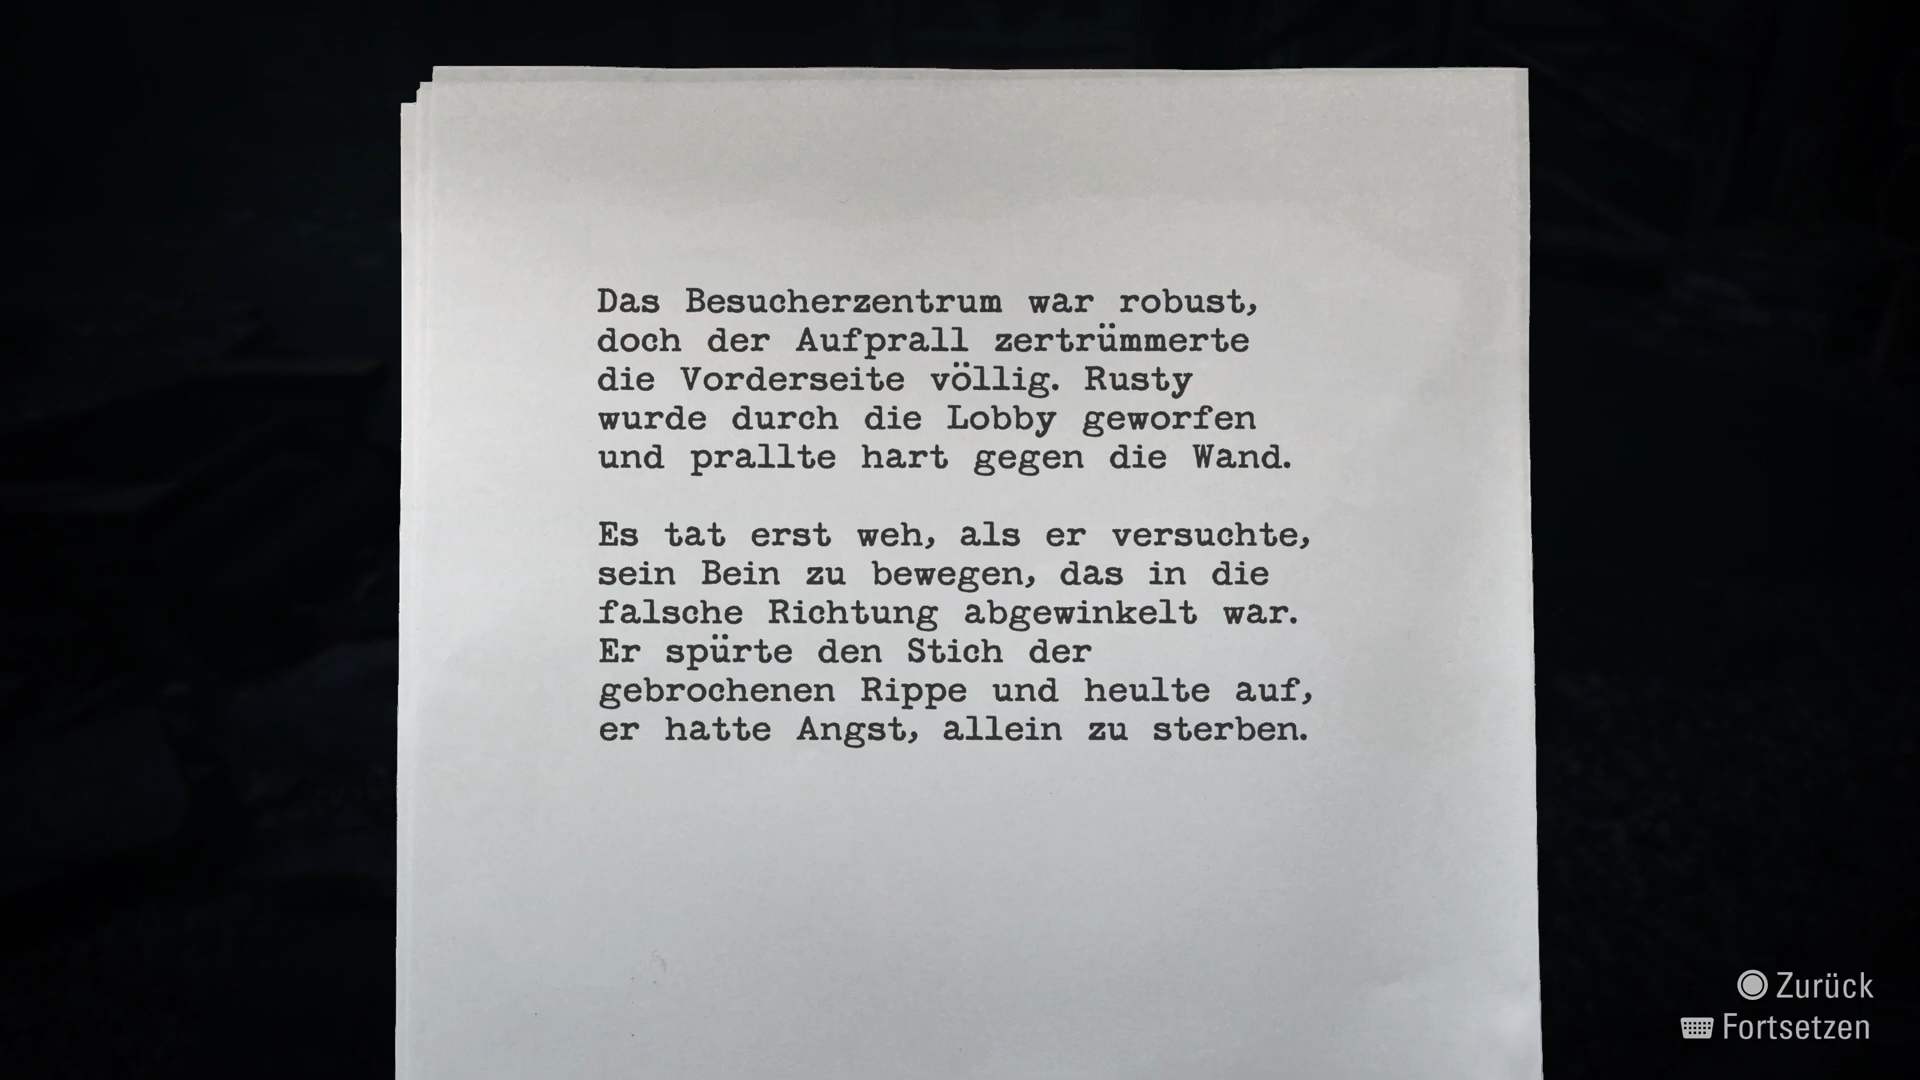 Das Besucherzentrum war robust,
doch der Aufprall zertrümmerte
die Vorderseite völlig. Rusty
wurde durch die Lobby geworfen
und prallte hart gegen die Wand.
Es tat erst weh, als er versuchte,
sein Bein zu bewegen, das in die
falsche Richtung abgewinkelt war.
Er spürte den Stich der
gebrochenen Rippe und heulte auf,
er hatte Angst, allein zu sterben.
Zurück
Fortsetzen